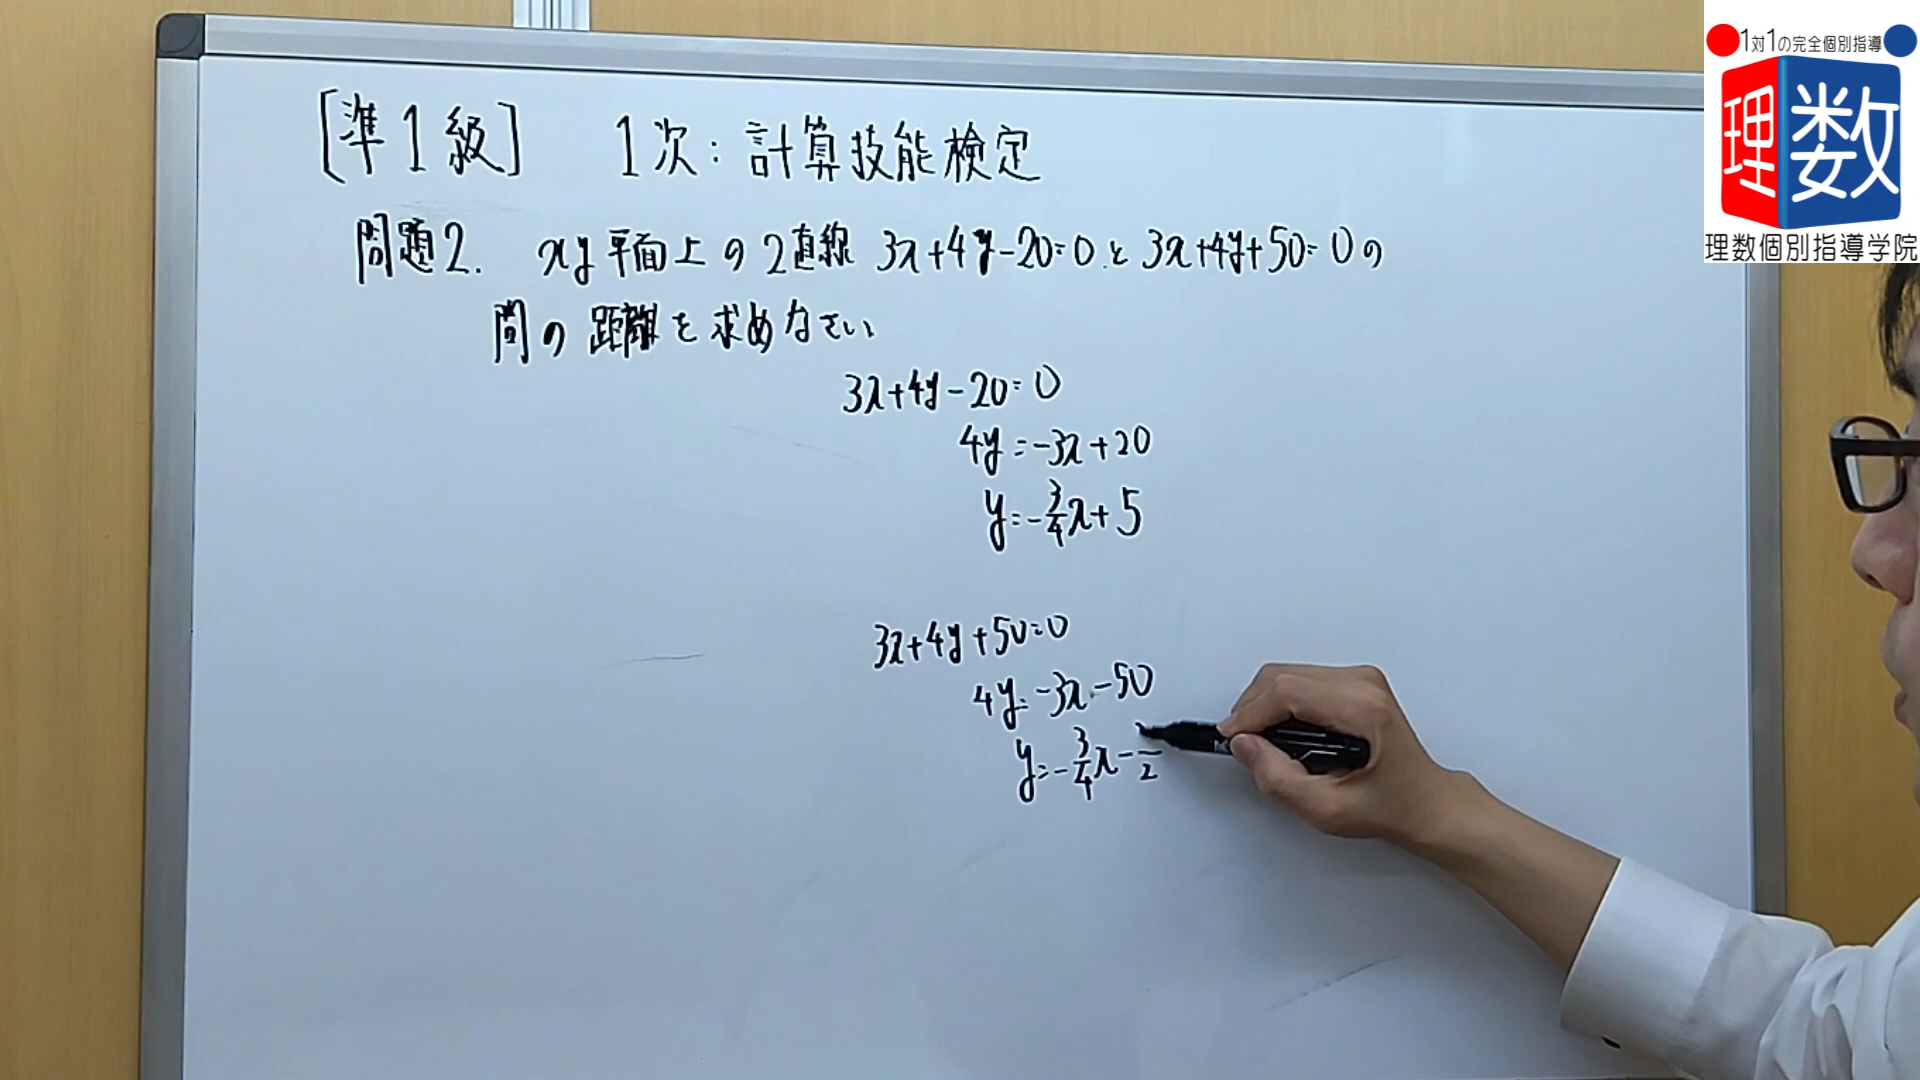 [準1級] 1次:計算技能検定
問題2. xy平面上の2直線 3x+4y-20=0 と 3x+4y+50=0 の
間の距離を求めなさい
3x+4y-20=0
4y=-3x+20
y=-3/4x+5
3x+4y+50=0
4y=-3x-50
y=-3/4x- /2
1対1の完全個別指導
理数
理数個別指導学院